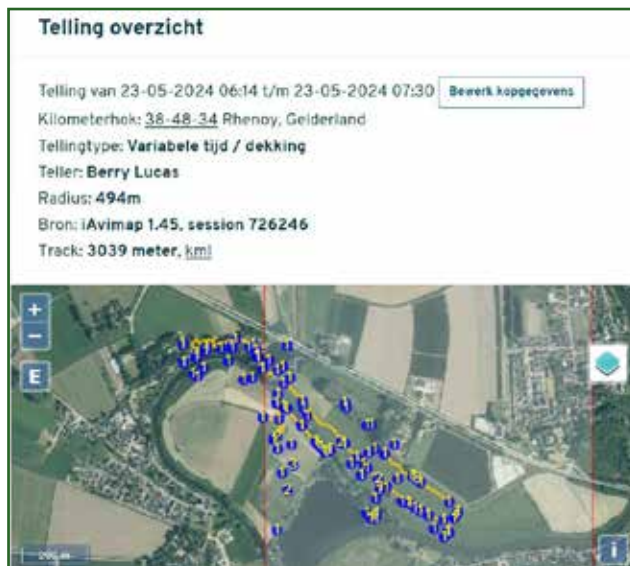 Telling overzicht
Telling van 23-05-2024 06:14 t/m 23-05-2024 07:30 Bewerk kopgegevens
Kilometerhok: 38-48-34 Rhenoy, Gelderland
Tellingtype: Variabele tijd / dekking
Teller: Berry Lucas
Radius: 494m
Bron: iAvimap 1.45, session 726246
Track: 3039 meter, kml
+
−
E
i